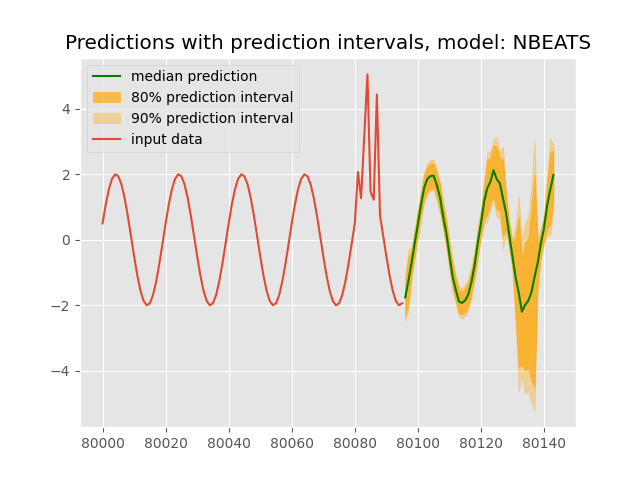 Predictions with prediction intervals, model: NBEATS
median prediction
80% prediction interval
90% prediction interval
input data
4
2
0
−2
−4
80000 80020 80040 80060 80080 80100 80120 80140